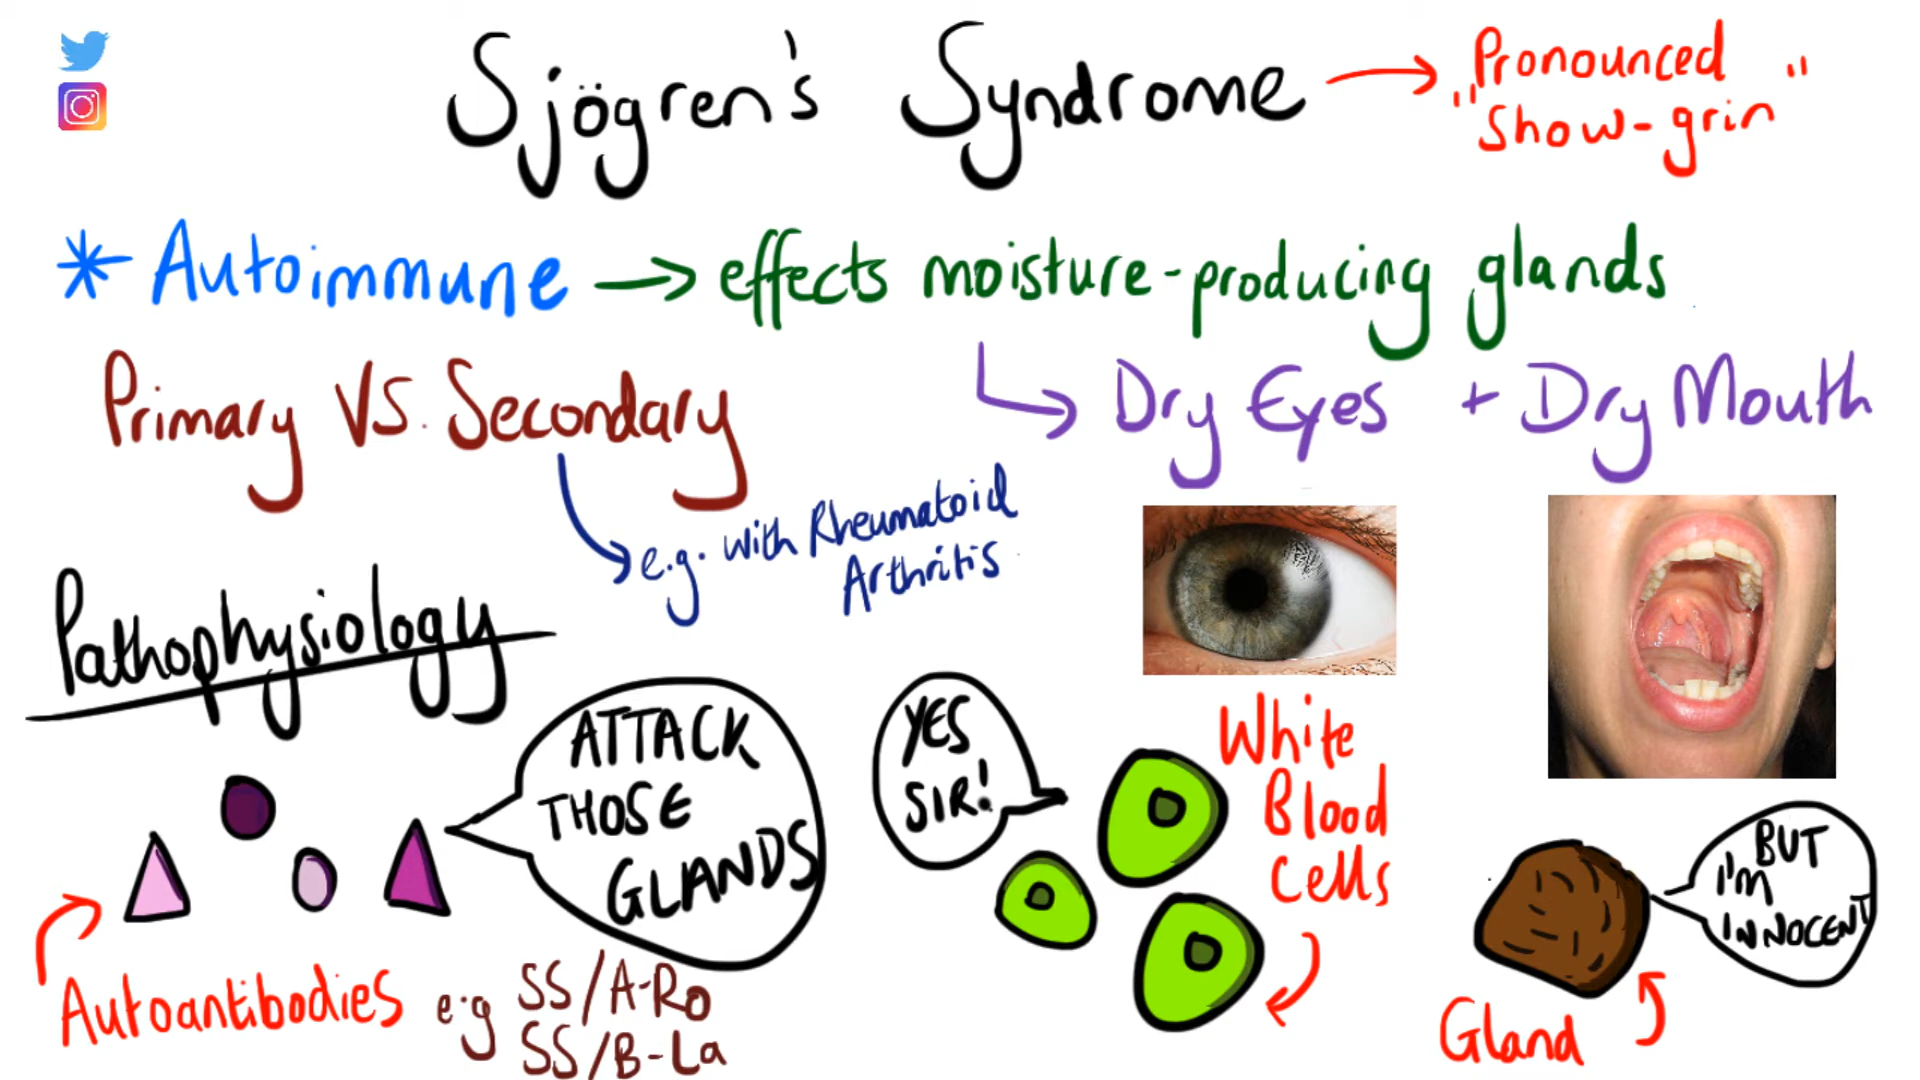 Sjögren's Syndrome → Pronounced
"Show-grin"
* Autoimmune → effects moisture-producing glands
Primary VS. Secondary
Dry Eyes + Dry Mouth
e.g. with Rheumatoid
Arthritis
Pathophysiology
ATTACK
THOSE
GLANDS
YES
SIR!
White
Blood
Cells
BUT
I'M
INNOCENT
Autoantibodies e.g SS/A-Ro
SS/B-La
Gland